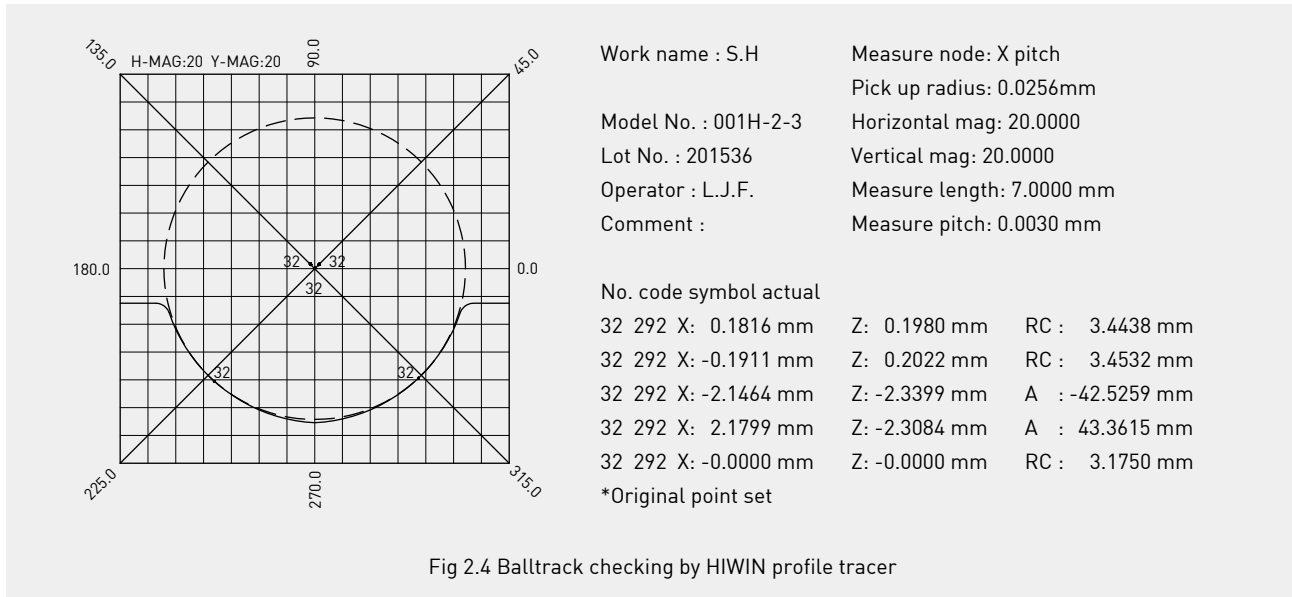 135.0
H-MAG:20 Y-MAG:20
90.0
45.0
180.0
32
32
32
0.0
32
32
225.0
270.0
315.0
Work name : S.H
Measure node: X pitch
Pick up radius: 0.0256mm
Model No. : 001H-2-3
Horizontal mag: 20.0000
Lot No. : 201536
Vertical mag: 20.0000
Operator : L.J.F.
Measure length: 7.0000 mm
Comment :
Measure pitch: 0.0030 mm
No. code symbol actual
32 292 X: 0.1816 mm Z: 0.1980 mm RC : 3.4438 mm
32 292 X: -0.1911 mm Z: 0.2022 mm RC : 3.4532 mm
32 292 X: -2.1464 mm Z: -2.3399 mm A : -42.5259 mm
32 292 X: 2.1799 mm Z: -2.3084 mm A : 43.3615 mm
32 292 X: -0.0000 mm Z: -0.0000 mm RC : 3.1750 mm
*Original point set
Fig 2.4 Balltrack checking by HIWIN profile tracer